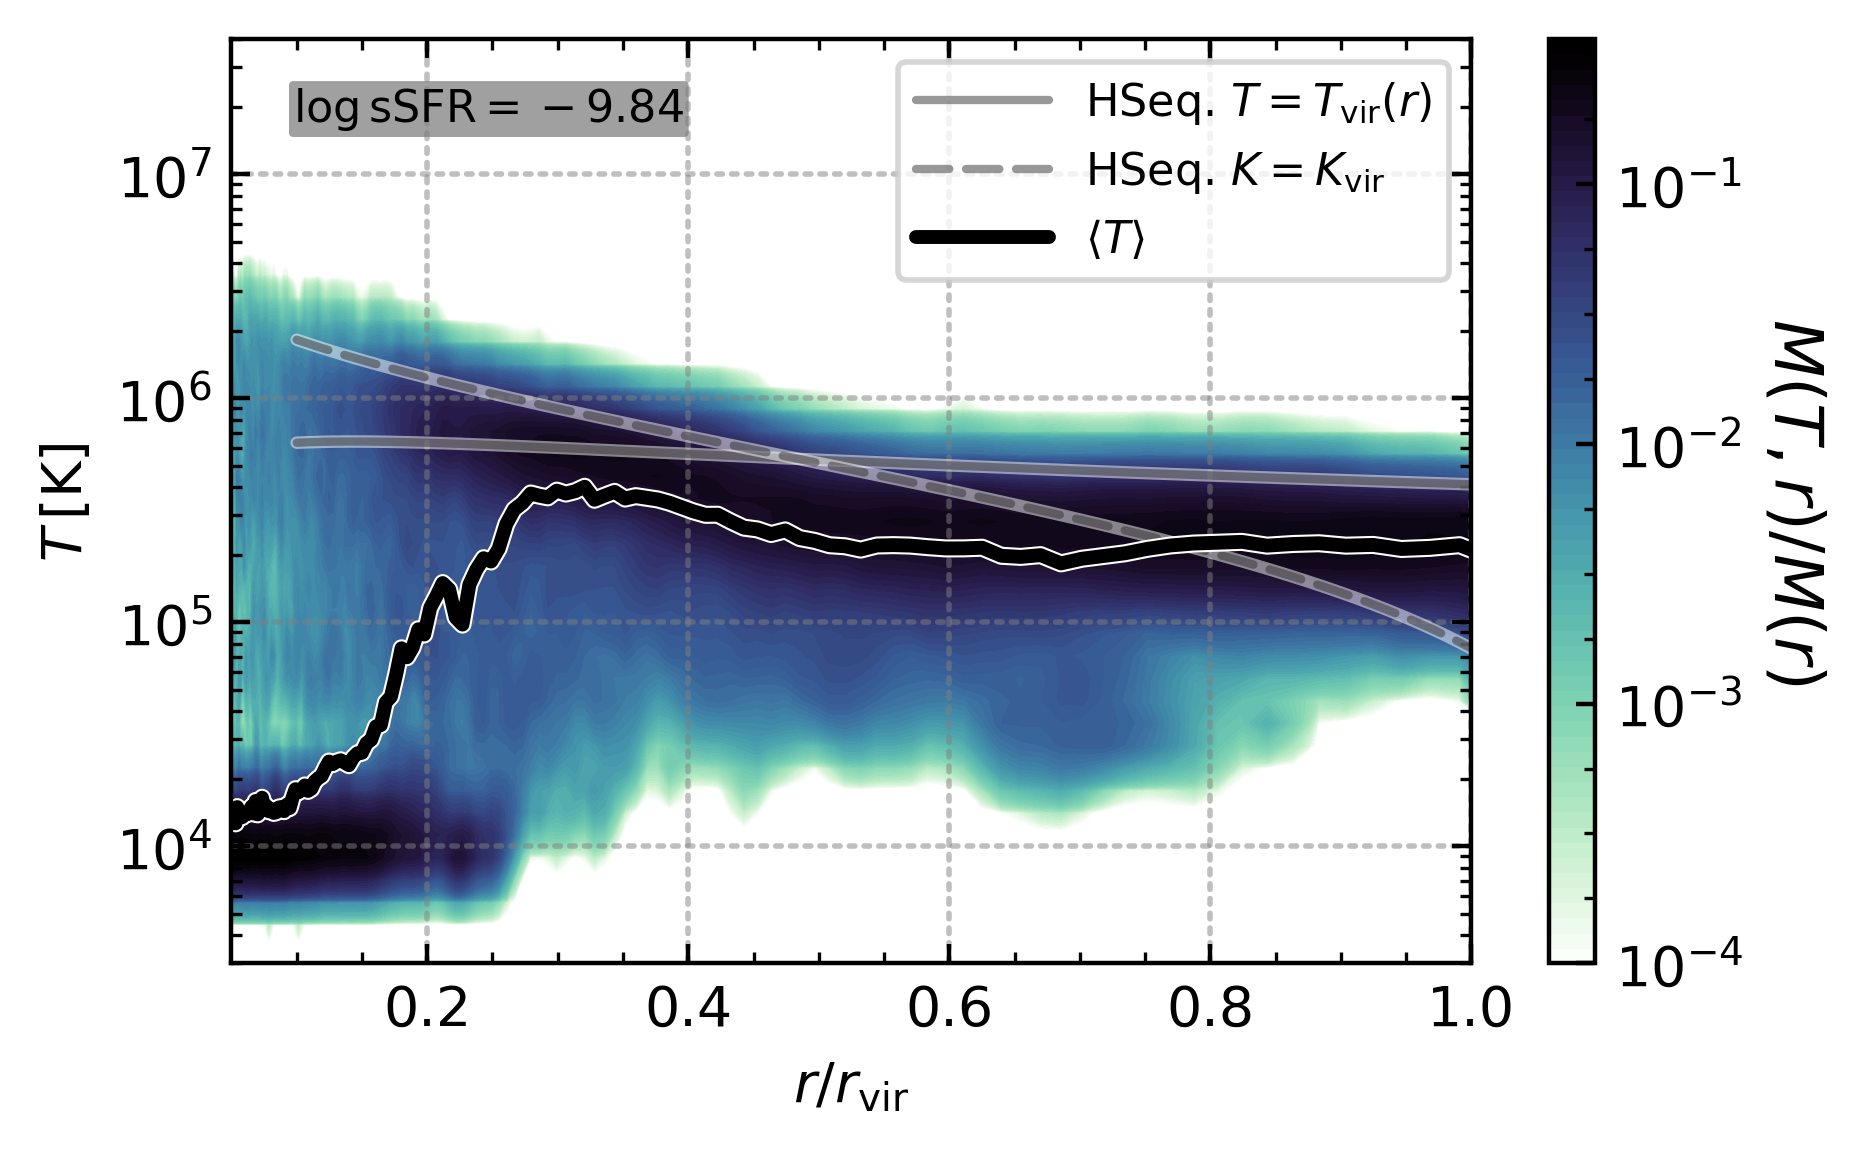 log sSFR = −9.84
HSeq. T = T_vir(r)
HSeq. K = K_vir
⟨T⟩
10^7
10^6
10^5
10^4
T [K]
0.2 0.4 0.6 0.8 1.0
r/r_vir
10^−1
10^−2
10^−3
10^−4
M(T, r)/M(r)